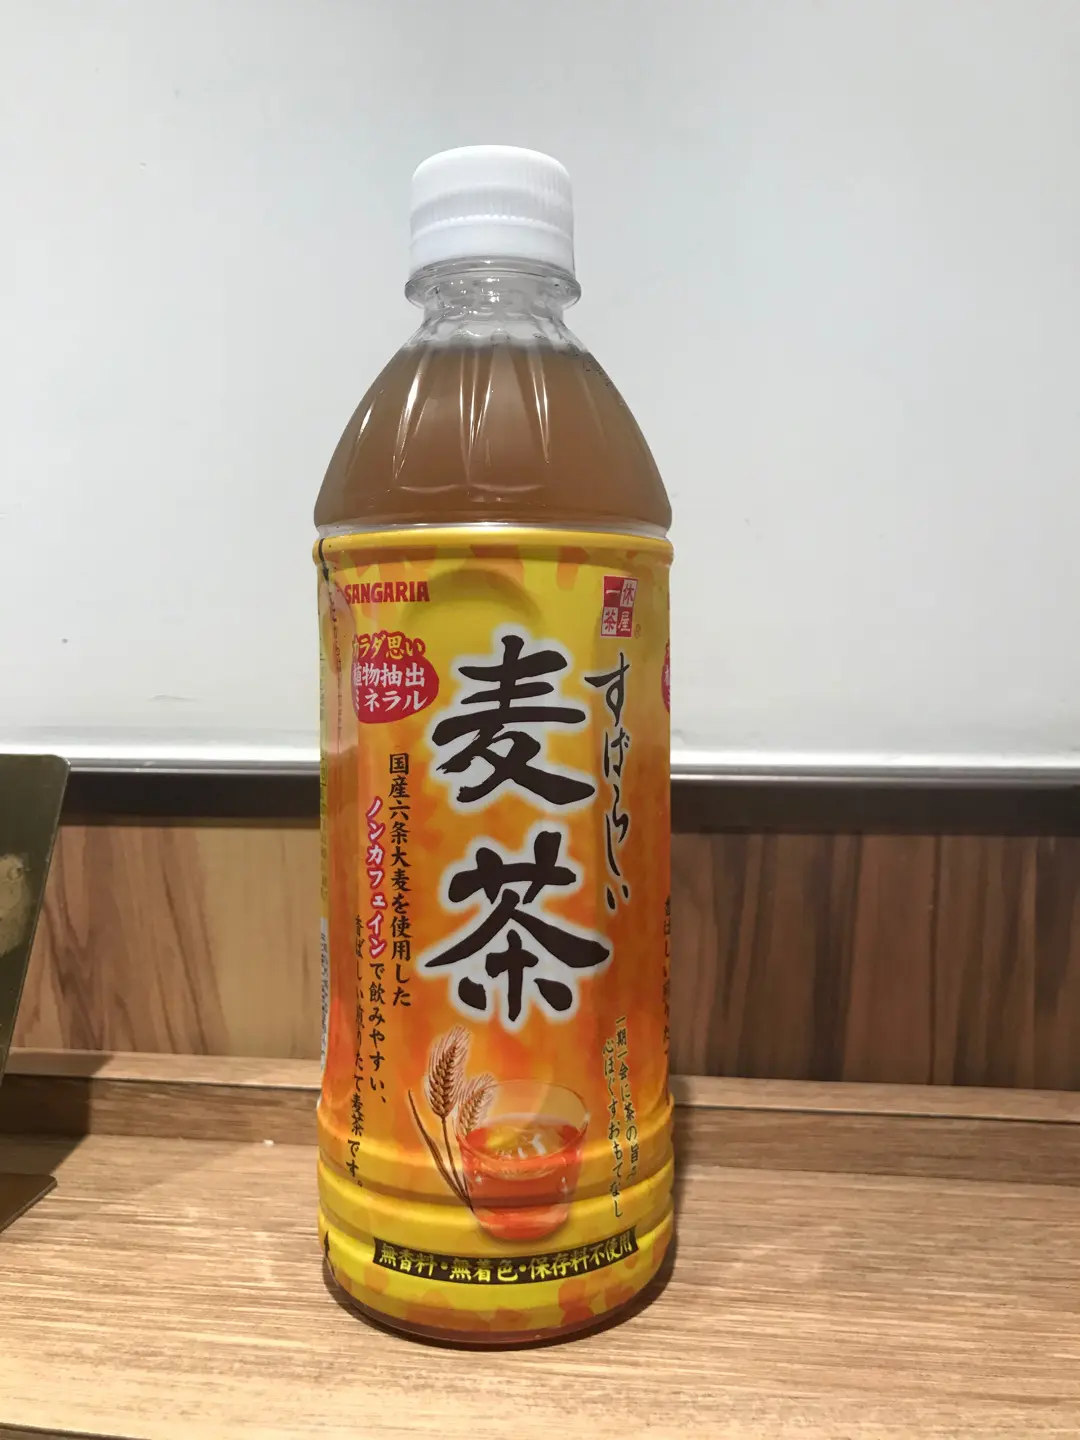 SANGARIA
一休茶屋
カラダ思い
植物抽出
ミネラル
すばらしい
麦茶
国産六条大麦を使用した
ノンカフェインで飲みやすい、
香ばしい煎りたて麦茶です。
一期一会に茶の旨み
心ほぐすおもてなし
無香料・無着色・保存料不使用